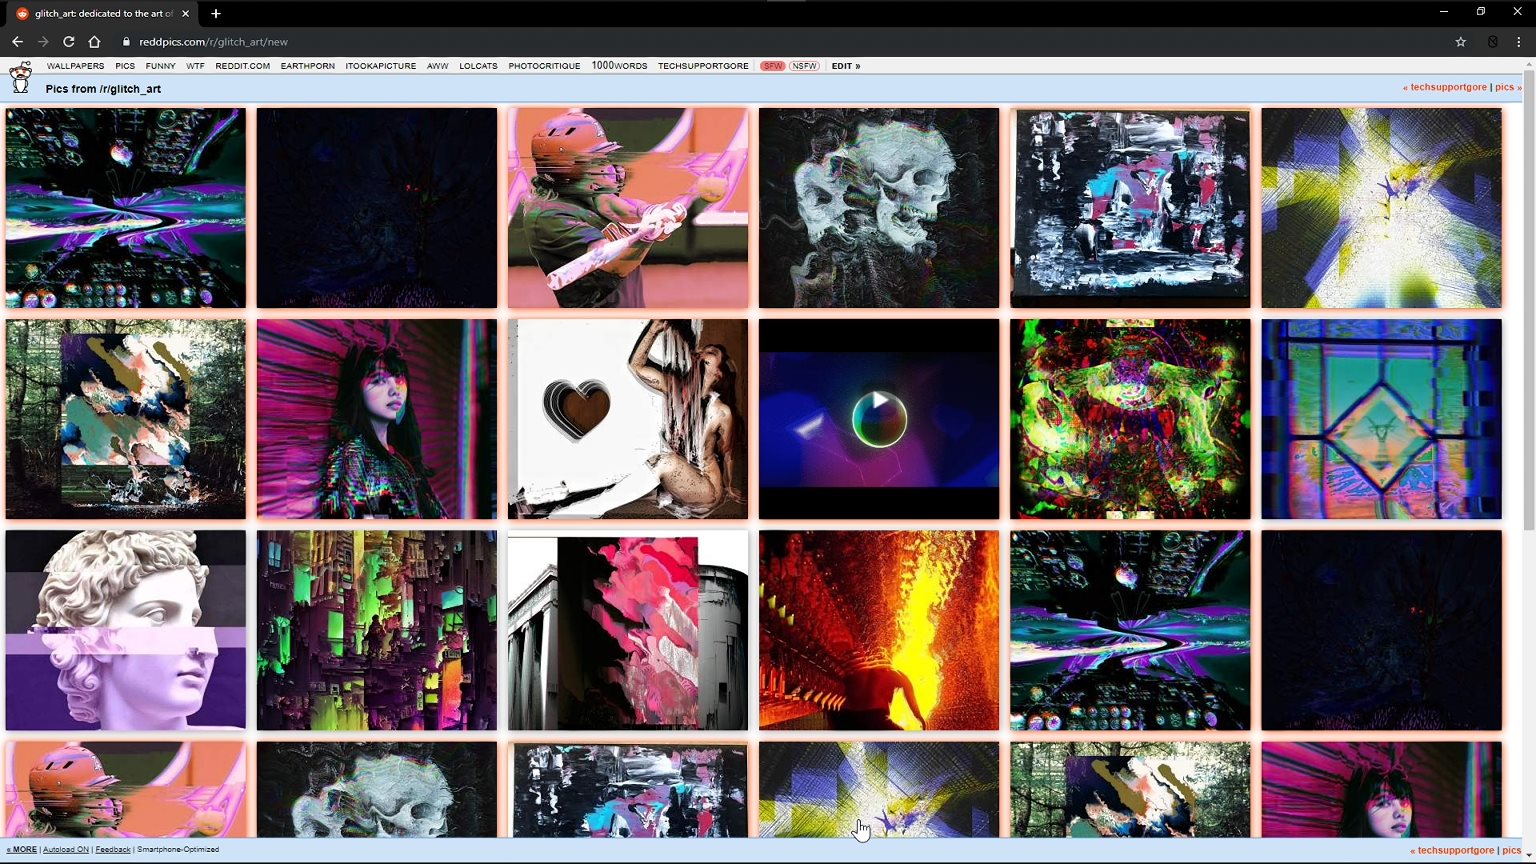 glitch_art: dedicated to the art of
reddpics.com/r/glitch_art/new
WALLPAPERS PICS FUNNY WTF REDDIT.COM EARTHPORN ITOOKAPICTURE AWW LOLCATS PHOTOCRITIQUE 1000WORDS TECHSUPPORTGORE SFW NSFW EDIT »
Pics from /r/glitch_art
« techsupportgore | pics »
« MORE | Autoload ON | Feedback | Smartphone-Optimized
« techsupportgore | pics